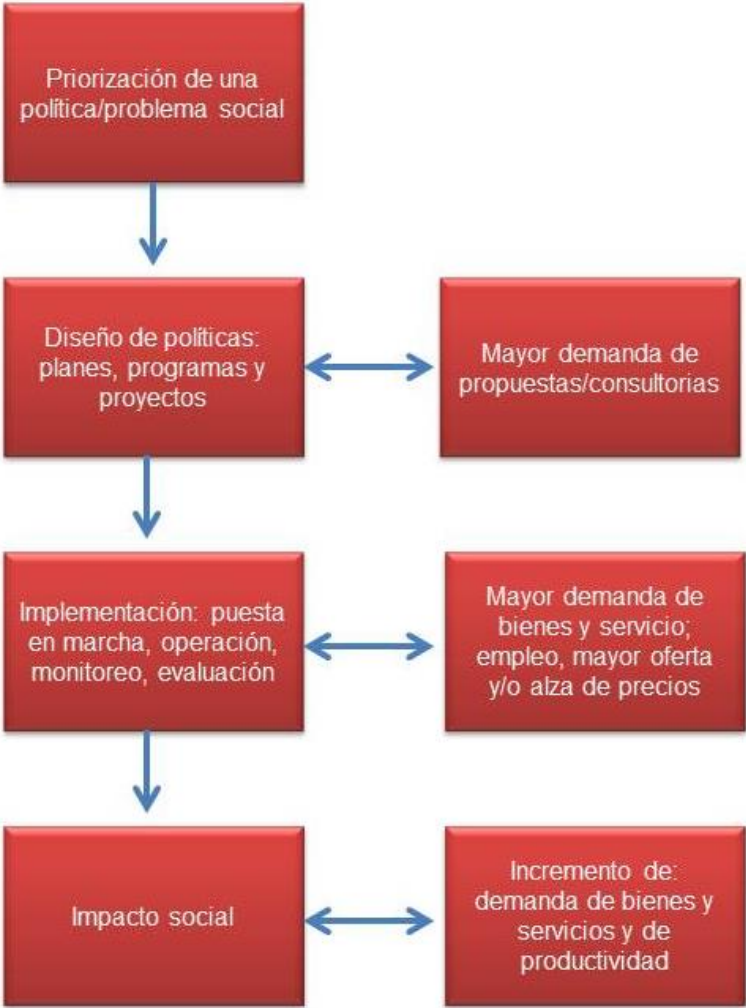 Priorización de una
política/problema social
Diseño de políticas:
planes, programas y
proyectos
Mayor demanda de
propuestas/consultorias
Implementación: puesta
en marcha, operación,
monitoreo, evaluación
Mayor demanda de
bienes y servicio;
empleo, mayor oferta
y/o alza de precios
Impacto social
Incremento de:
demanda de bienes y
servicios y de
productividad